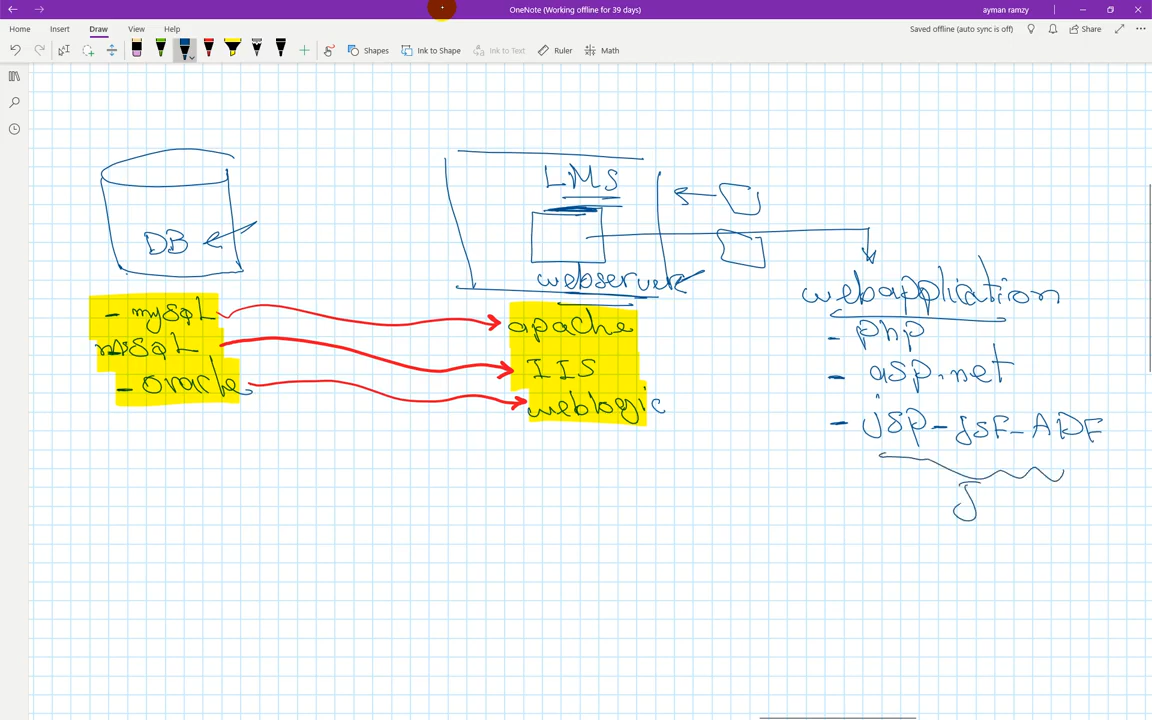 OneNote (Working offline for 39 days)
ayman ramzy
Home Insert Draw View Help
Saved offline (auto sync is off)
Share
Shapes
Ink to Shape
Ink to Text
Ruler
Math
LMS
DB
webserver
webapplication
- mySQL
apache
- PHP
MSSQL
IIS
- asp.net
- oracle
weblogic
- JSP - JSF - ADF
J